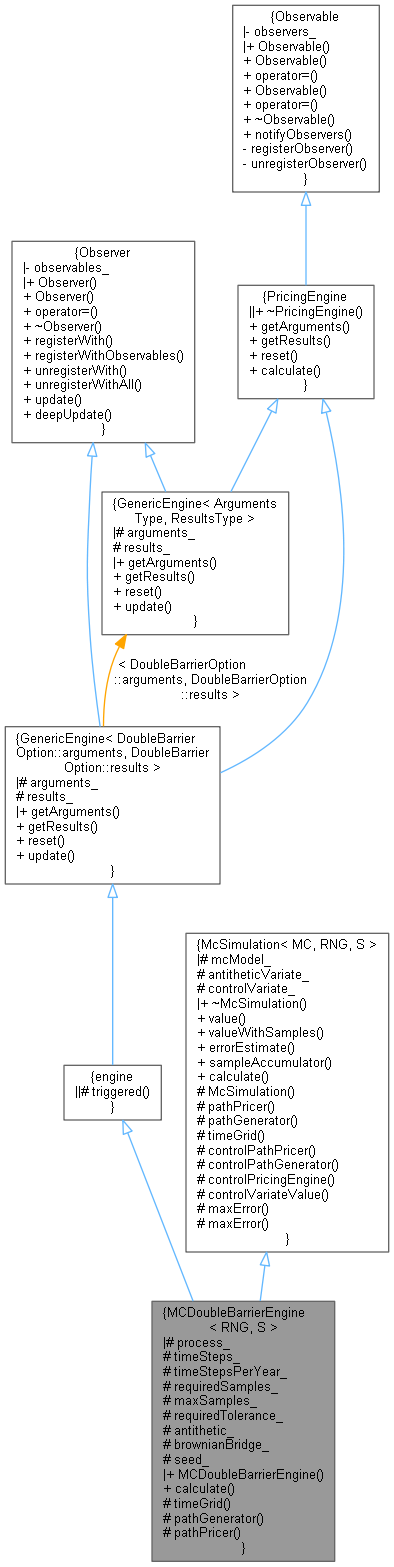 {Observable
|- observers_
|+ Observable()
+ Observable()
+ operator=()
+ Observable()
+ operator=()
+ ~Observable()
+ notifyObservers()
- registerObserver()
- unregisterObserver()
}
{Observer
|- observables_
|+ Observer()
+ Observer()
+ operator=()
+ ~Observer()
+ registerWith()
+ registerWithObservables()
+ unregisterWith()
+ unregisterWithAll()
+ update()
+ deepUpdate()
}
{PricingEngine
||+ ~PricingEngine()
+ getArguments()
+ getResults()
+ reset()
+ calculate()
}
{GenericEngine< Arguments
Type, ResultsType >
|# arguments_
# results_
|+ getArguments()
+ getResults()
+ reset()
+ update()
}
< DoubleBarrierOption
::arguments, DoubleBarrierOption
::results >
{GenericEngine< DoubleBarrier
Option::arguments, DoubleBarrier
Option::results >
|# arguments_
# results_
|+ getArguments()
+ getResults()
+ reset()
+ update()
}
{McSimulation< MC, RNG, S >
|# mcModel_
# antitheticVariate_
# controlVariate_
|+ ~McSimulation()
+ value()
+ valueWithSamples()
+ errorEstimate()
+ sampleAccumulator()
+ calculate()
# McSimulation()
# pathPricer()
# pathGenerator()
# timeGrid()
# controlPathPricer()
# controlPathGenerator()
# controlPricingEngine()
# controlVariateValue()
# maxError()
# maxError()
}
{engine
||# triggered()
}
{MCDoubleBarrierEngine
< RNG, S >
|# process_
# timeSteps_
# timeStepsPerYear_
# requiredSamples_
# maxSamples_
# requiredTolerance_
# antithetic_
# brownianBridge_
# seed_
|+ MCDoubleBarrierEngine()
+ calculate()
# timeGrid()
# pathGenerator()
# pathPricer()
}